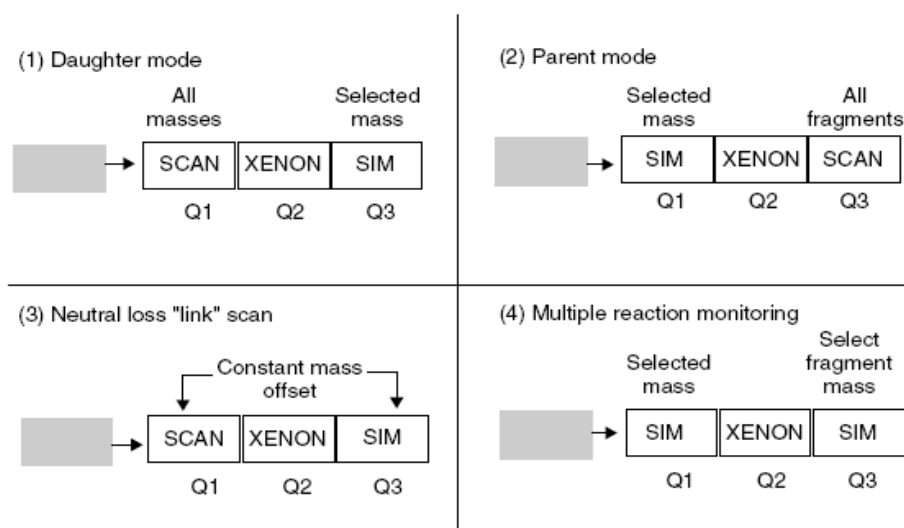 (1) Daughter mode
All
masses
Selected
mass
SCAN XENON SIM
Q1 Q2 Q3
(2) Parent mode
Selected
mass
All
fragments
SIM XENON SCAN
Q1 Q2 Q3
(3) Neutral loss "link" scan
Constant mass
offset
SCAN XENON SIM
Q1 Q2 Q3
(4) Multiple reaction monitoring
Selected
mass
Select
fragment
mass
SIM XENON SIM
Q1 Q2 Q3